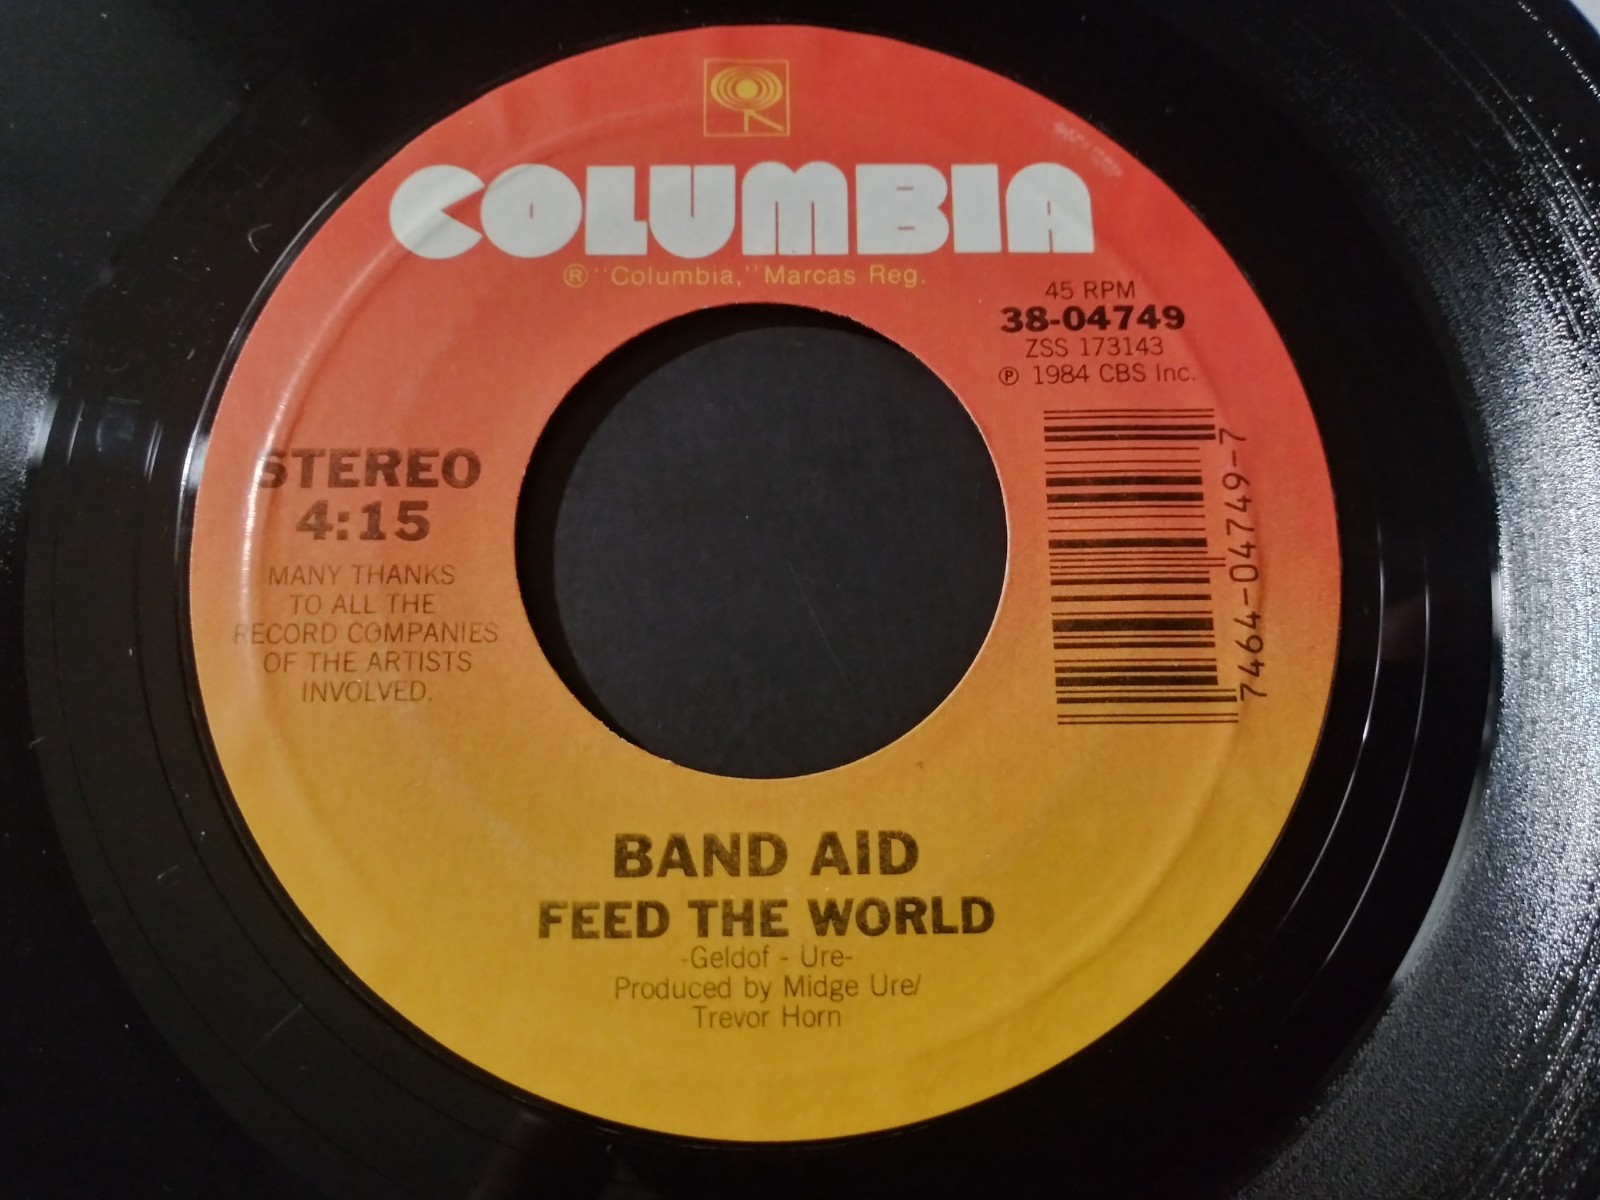 COLUMBIA
® "Columbia," Marcas Reg.
45 RPM
38-04749
ZSS 173143
℗ 1984 CBS Inc.
7464-04749-7
STEREO
4:15
MANY THANKS
TO ALL THE
RECORD COMPANIES
OF THE ARTISTS
INVOLVED.
BAND AID
FEED THE WORLD
-Geldof - Ure-
Produced by Midge Ure/
Trevor Horn